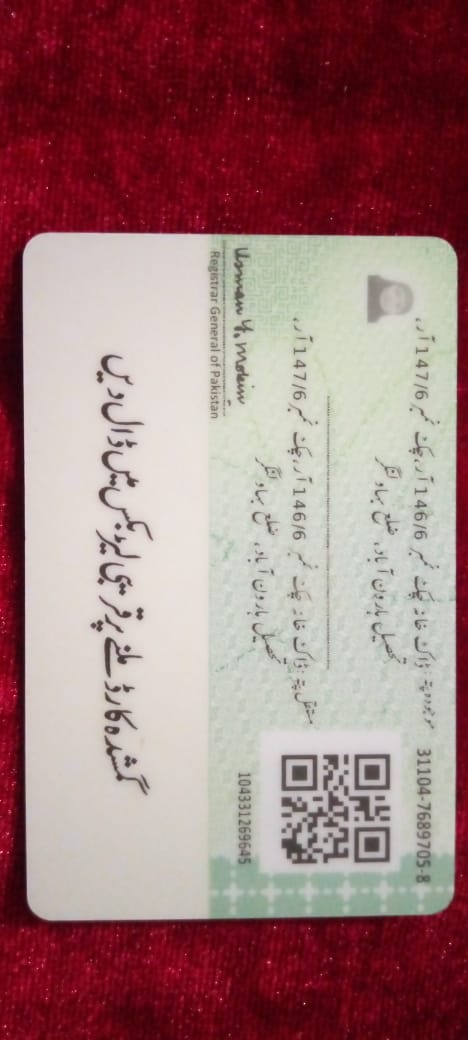 31104-7689705-8
موجودہ پتہ: ڈاک خانہ چک نمبر 146/6 آر، چک نمبر 147/6 آر،
تحصیل ہارون آباد، ضلع بہاولنگر
مستقل پتہ: ڈاک خانہ چک نمبر 146/6 آر، چک نمبر 147/6 آر،
تحصیل ہارون آباد، ضلع بہاولنگر
104331269645
Usman Y. Mobin
Registrar General of Pakistan
گمشدہ کارڈ ملنے پر قریبی لیٹر بکس میں ڈال دیں